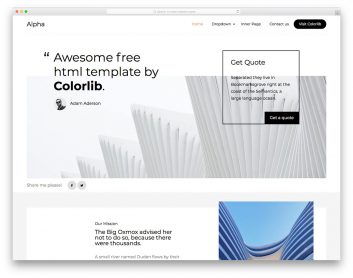 Alpha
Home Dropdown Inner Page Contact us Visit Colorlib
“ Awesome free
html template by
Colorlib.
Adam Aderson
Get Quote
Separated they live in
Bookmarksgrove right at the
coast of the Semantics, a
large language ocean.
Get a quote
Share me please!
Our Mission
The Big Oxmox advised her
not to do so, because there
were thousands.
A small river named Duden flows by their